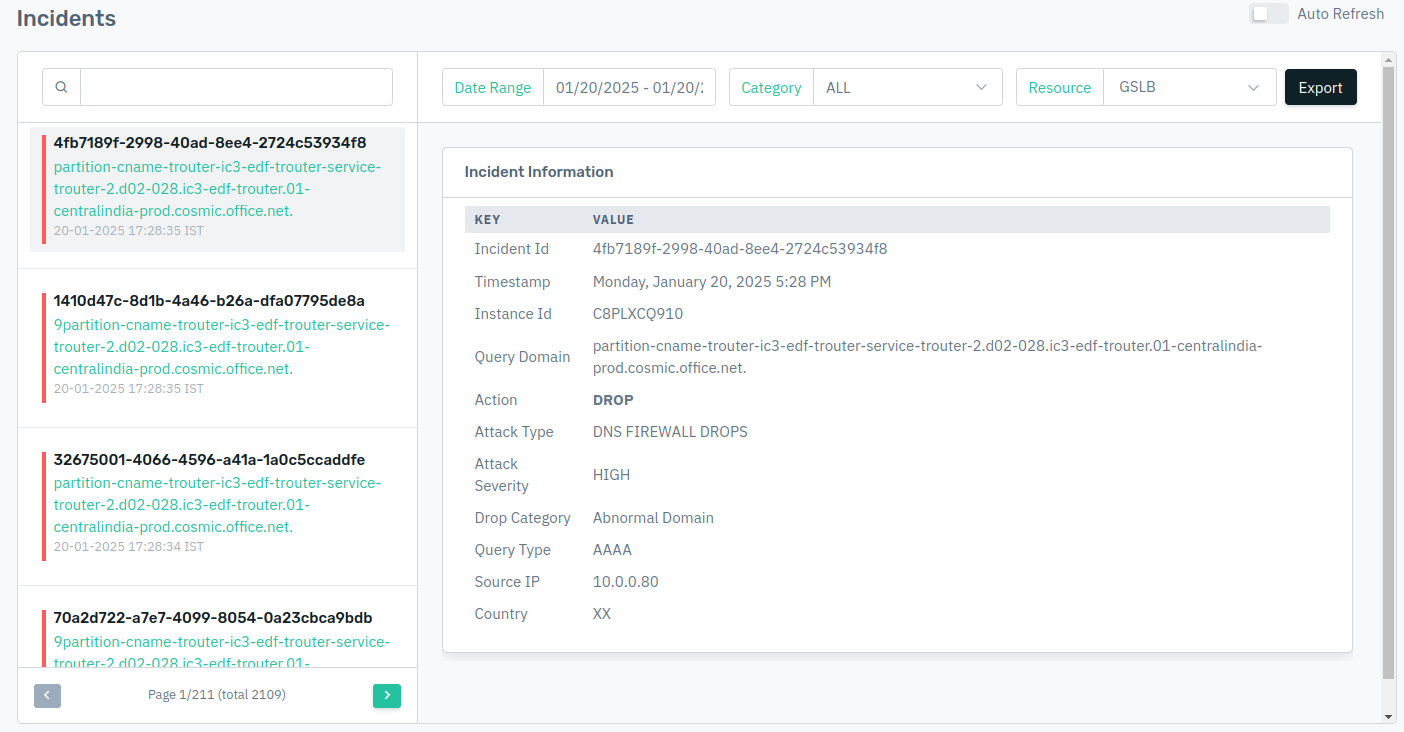 Incidents
Auto Refresh
Date Range
01/20/2025 - 01/20/
Category
ALL
Resource
GSLB
Export
4fb7189f-2998-40ad-8ee4-2724c53934f8
partition-cname-trouter-ic3-edf-trouter-service-
trouter-2.d02-028.ic3-edf-trouter.01-
centralindia-prod.cosmic.office.net.
20-01-2025 17:28:35 IST
1410d47c-8d1b-4a46-b26a-dfa07795de8a
9partition-cname-trouter-ic3-edf-trouter-service-
trouter-2.d02-028.ic3-edf-trouter.01-
centralindia-prod.cosmic.office.net.
20-01-2025 17:28:35 IST
32675001-4066-4596-a41a-1a0c5ccaddfe
partition-cname-trouter-ic3-edf-trouter-service-
trouter-2.d02-028.ic3-edf-trouter.01-
centralindia-prod.cosmic.office.net.
20-01-2025 17:28:34 IST
70a2d722-a7e7-4099-8054-0a23cbca9bdb
9partition-cname-trouter-ic3-edf-trouter-service-
trouter-2.d02-028.ic3-edf-trouter.01-
Page 1/211 (total 2109)
Incident Information
KEY VALUE
Incident Id 4fb7189f-2998-40ad-8ee4-2724c53934f8
Timestamp Monday, January 20, 2025 5:28 PM
Instance Id C8PLXCQ910
Query Domain partition-cname-trouter-ic3-edf-trouter-service-trouter-2.d02-028.ic3-edf-trouter.01-centralindia-
prod.cosmic.office.net.
Action DROP
Attack Type DNS FIREWALL DROPS
Attack
Severity HIGH
Drop Category Abnormal Domain
Query Type AAAA
Source IP 10.0.0.80
Country XX